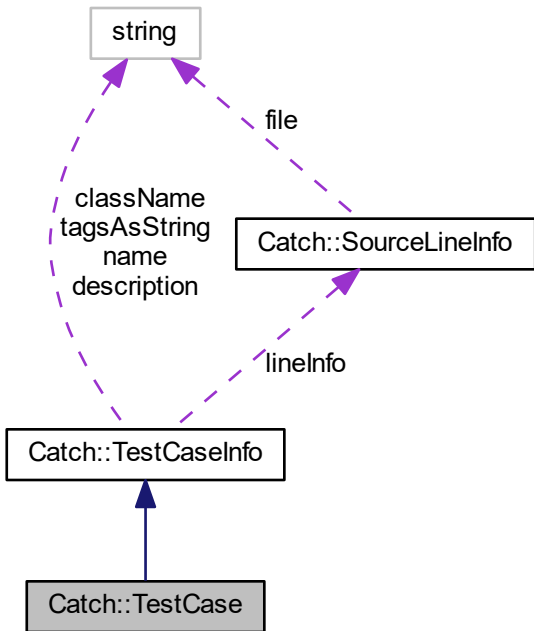 string
file
className
tagsAsString
name
description
Catch::SourceLineInfo
lineInfo
Catch::TestCaseInfo
Catch::TestCase